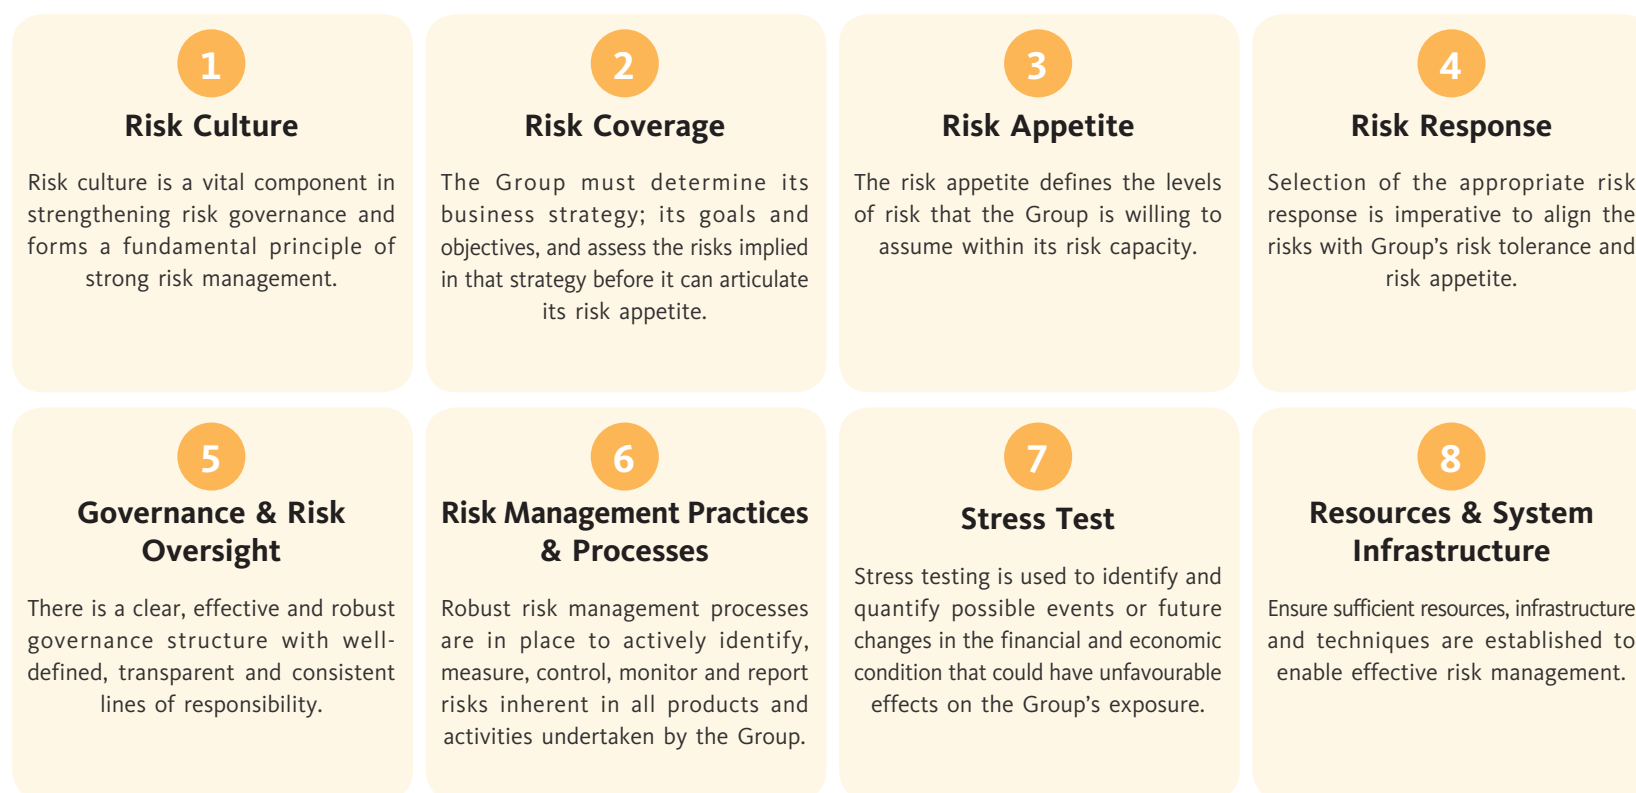 1
Risk Culture
Risk culture is a vital component in
strengthening risk governance and
forms a fundamental principle of
strong risk management.
2
Risk Coverage
The Group must determine its
business strategy; its goals and
objectives, and assess the risks implied
in that strategy before it can articulate
its risk appetite.
3
Risk Appetite
The risk appetite defines the levels
of risk that the Group is willing to
assume within its risk capacity.
4
Risk Response
Selection of the appropriate risk
response is imperative to align the
risks with Group’s risk tolerance and
risk appetite.
5
Governance & Risk
Oversight
There is a clear, effective and robust
governance structure with well-
defined, transparent and consistent
lines of responsibility.
6
Risk Management Practices
& Processes
Robust risk management processes
are in place to actively identify,
measure, control, monitor and report
risks inherent in all products and
activities undertaken by the Group.
7
Stress Test
Stress testing is used to identify and
quantify possible events or future
changes in the financial and economic
condition that could have unfavourable
effects on the Group’s exposure.
8
Resources & System
Infrastructure
Ensure sufficient resources, infrastructure
and techniques are established to
enable effective risk management.